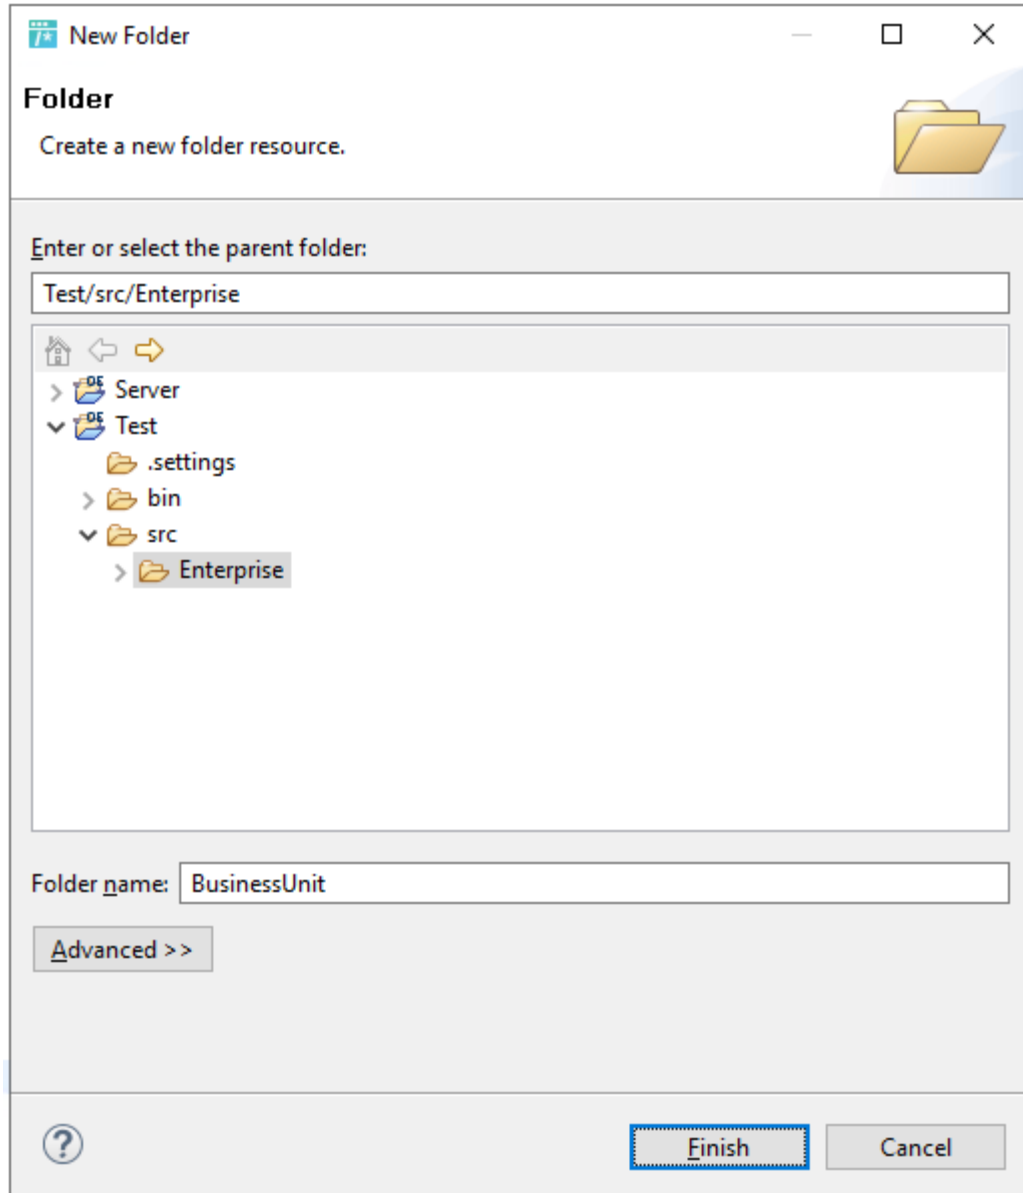 New Folder
Folder
Create a new folder resource.
Enter or select the parent folder:
Test/src/Enterprise
Server
Test
.settings
bin
src
Enterprise
Folder name: BusinessUnit
Advanced >>
Finish Cancel